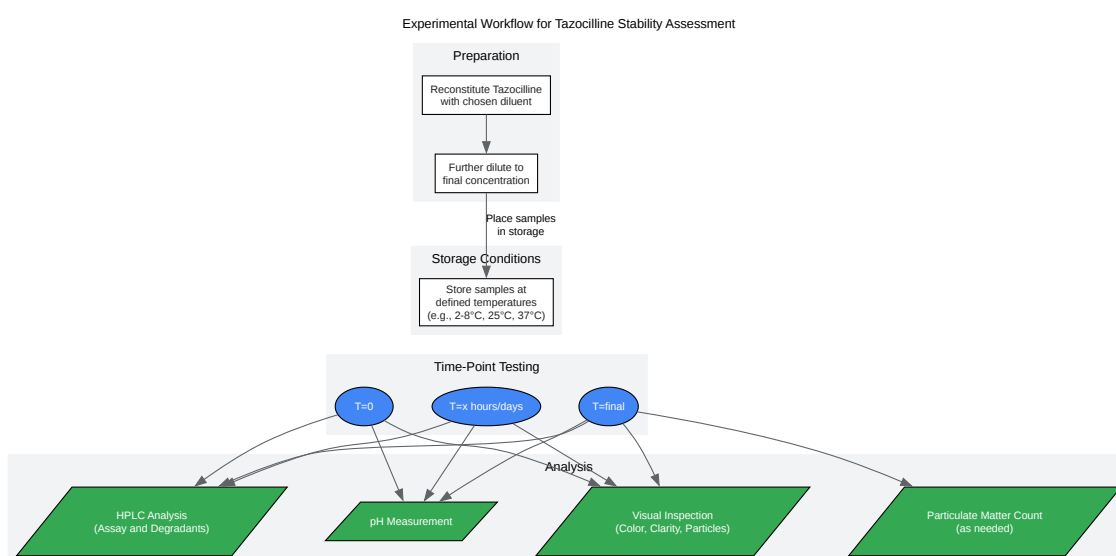 Experimental Workflow for Tazocilline Stability Assessment
Preparation
Reconstitute Tazocilline
with chosen diluent
Further dilute to
final concentration
Place samples
in storage
Storage Conditions
Store samples at
defined temperatures
(e.g., 2-8°C, 25°C, 37°C)
Time-Point Testing
T=0
T=x hours/days
T=final
Analysis
HPLC Analysis
(Assay and Degradants)
pH Measurement
Visual Inspection
(Color, Clarity, Particles)
Particulate Matter Count
(as needed)